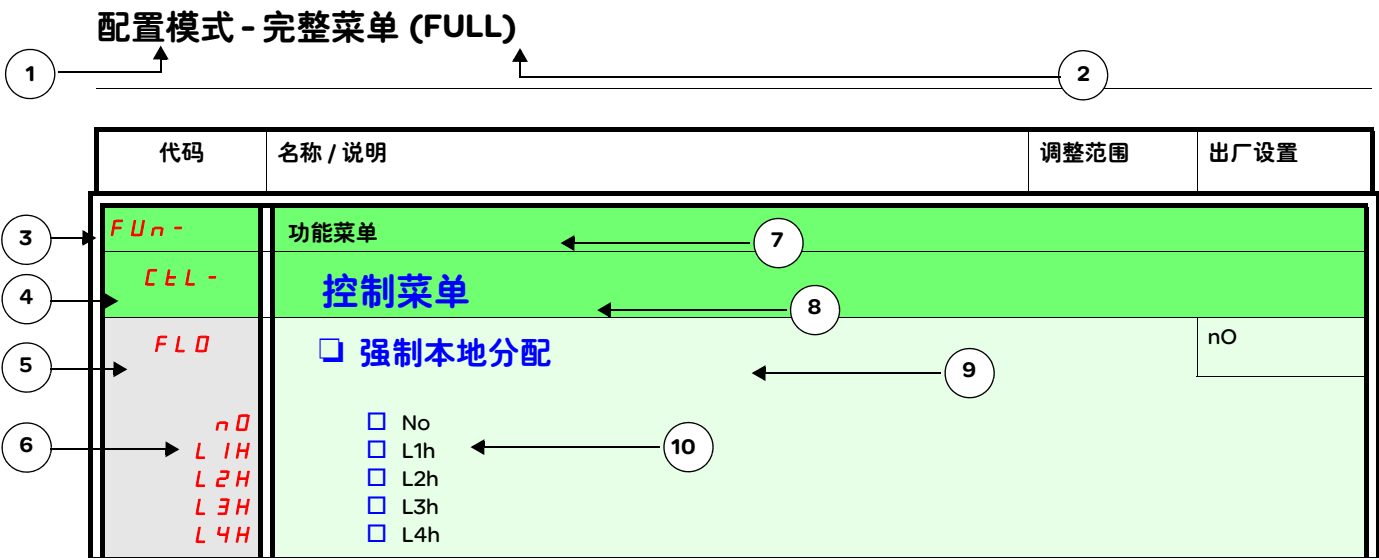 配置模式 - 完整菜单 (FULL)
1
2
代码 名称 / 说明 调整范围 出厂设置
3 FUn- 功能菜单 7
4 CtL- 控制菜单 8
5 FLO ❏ 强制本地分配 9 nO
6 nO □ No
L1H □ L1h 10
L2H □ L2h
L3H □ L3h
L4H □ L4h